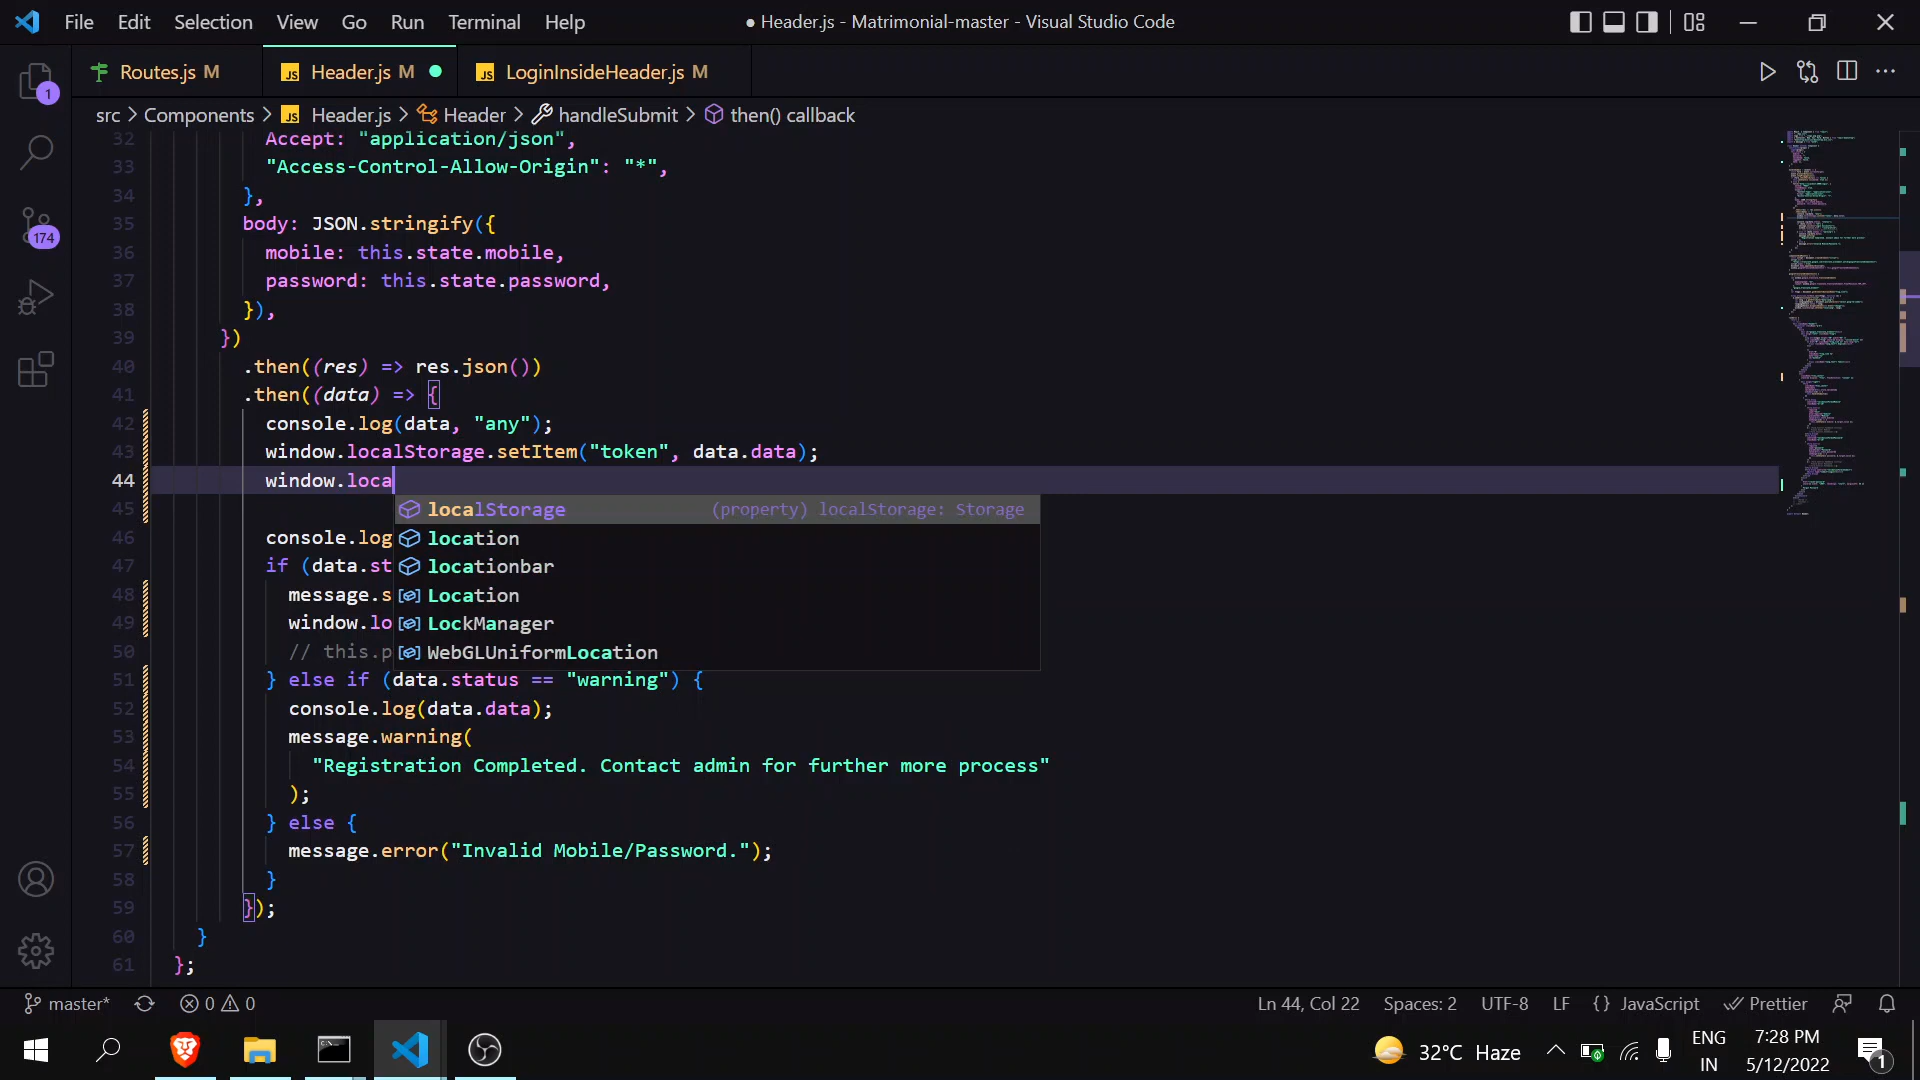 File Edit Selection View Go Run Terminal Help
● Header.js - Matrimonial-master - Visual Studio Code
Routes.js M
JS Header.js M ●
JS LoginInsideHeader.js M
src > Components > JS Header.js > Header > handleSubmit > then() callback
32 Accept: "application/json",
33 "Access-Control-Allow-Origin": "*",
34 },
35 body: JSON.stringify({
36 mobile: this.state.mobile,
37 password: this.state.password,
38 }),
39 })
40 .then((res) => res.json())
41 .then((data) => {
42 console.log(data, "any");
43 window.localStorage.setItem("token", data.data);
44 window.loca
45
localStorage (property) localStorage: Storage
46 console.log
location
47 if (data.st
locationbar
48 message.s
Location
49 window.lo
LockManager
50 // this.p
WebGLUniformLocation
51 } else if (data.status == "warning") {
52 console.log(data.data);
53 message.warning(
54 "Registration Completed. Contact admin for further more process"
55 );
56 } else {
57 message.error("Invalid Mobile/Password.");
58 }
59 });
60 }
61 };
1
174
master* 0 0
Ln 44, Col 22 Spaces: 2 UTF-8 LF {} JavaScript Prettier
32°C Haze
ENG
IN
7:28 PM
5/12/2022
1